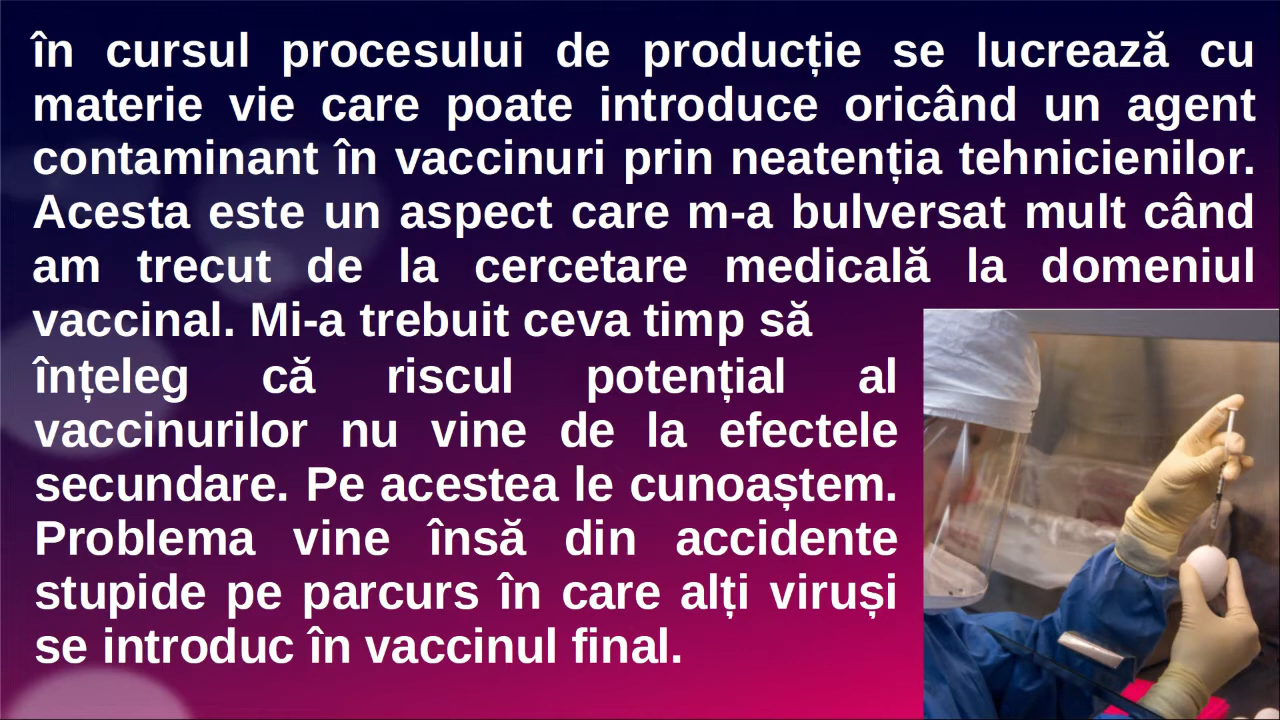 în cursul procesului de producție se lucrează cu
materie vie care poate introduce oricând un agent
contaminant în vaccinuri prin neatenția tehnicienilor.
Acesta este un aspect care m-a bulversat mult când
am trecut de la cercetare medicală la domeniul
vaccinal. Mi-a trebuit ceva timp să
înțeleg că riscul potențial al
vaccinurilor nu vine de la efectele
secundare. Pe acestea le cunoaștem.
Problema vine însă din accidente
stupide pe parcurs în care alți viruși
se introduc în vaccinul final.